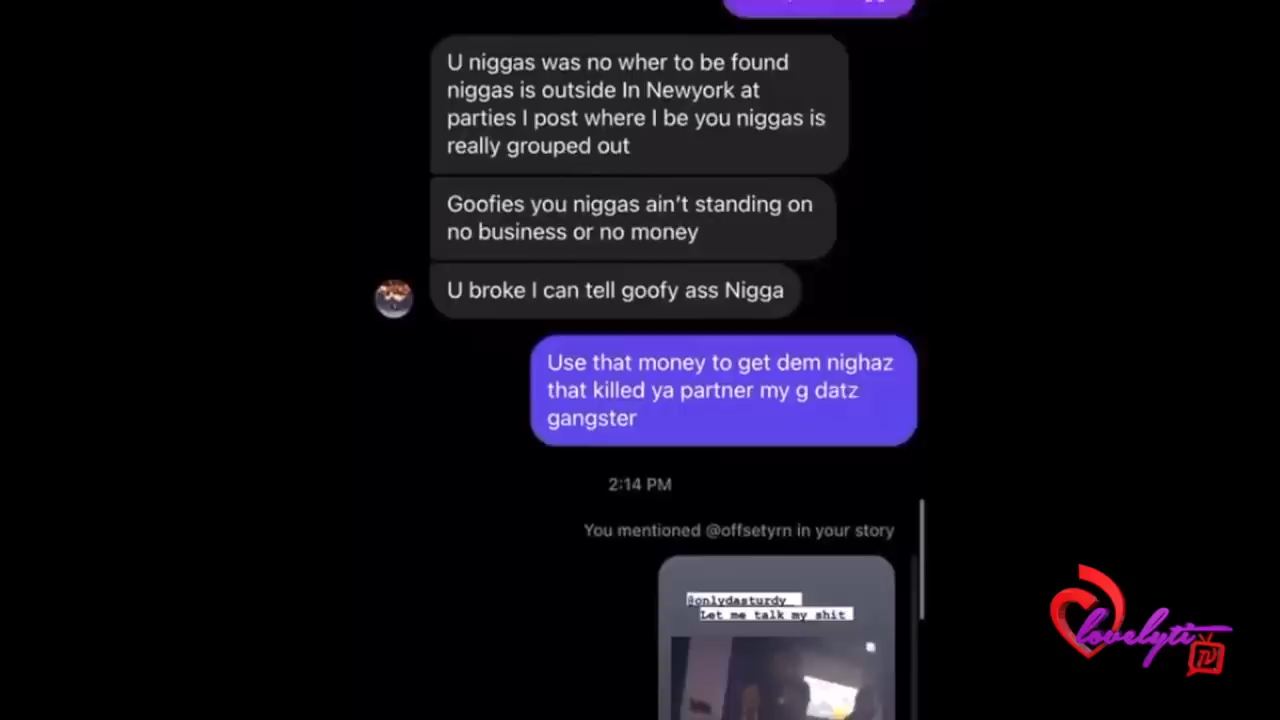 U niggas was no wher to be found
niggas is outside In Newyork at
parties I post where I be you niggas is
really grouped out
Goofies you niggas ain't standing on
no business or no money
U broke I can tell goofy ass Nigga
Use that money to get dem nighaz
that killed ya partner my g datz
gangster
2:14 PM
You mentioned @offsetyrn in your story
@onlydasturdy_
Let me talk my shit
lovelyti
TV